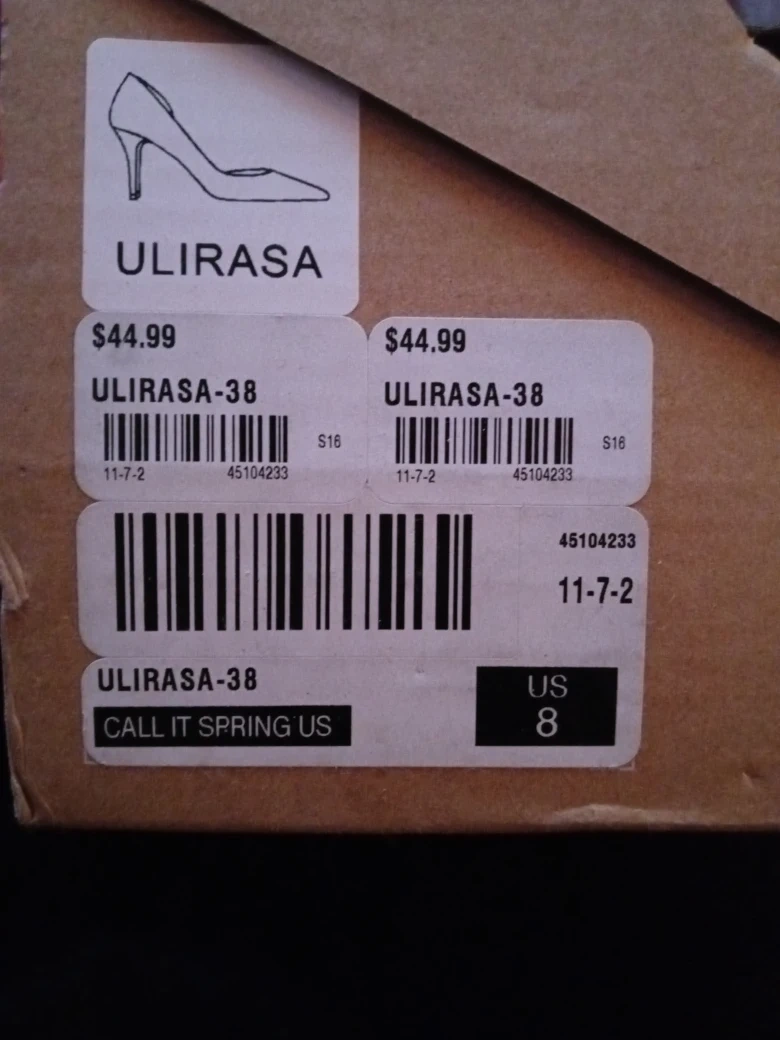 ULIRASA
$44.99
ULIRASA-38
S16
11-7-2 45104233
$44.99
ULIRASA-38
S16
11-7-2 45104233
45104233
11-7-2
ULIRASA-38
CALL IT SPRING US
US
8